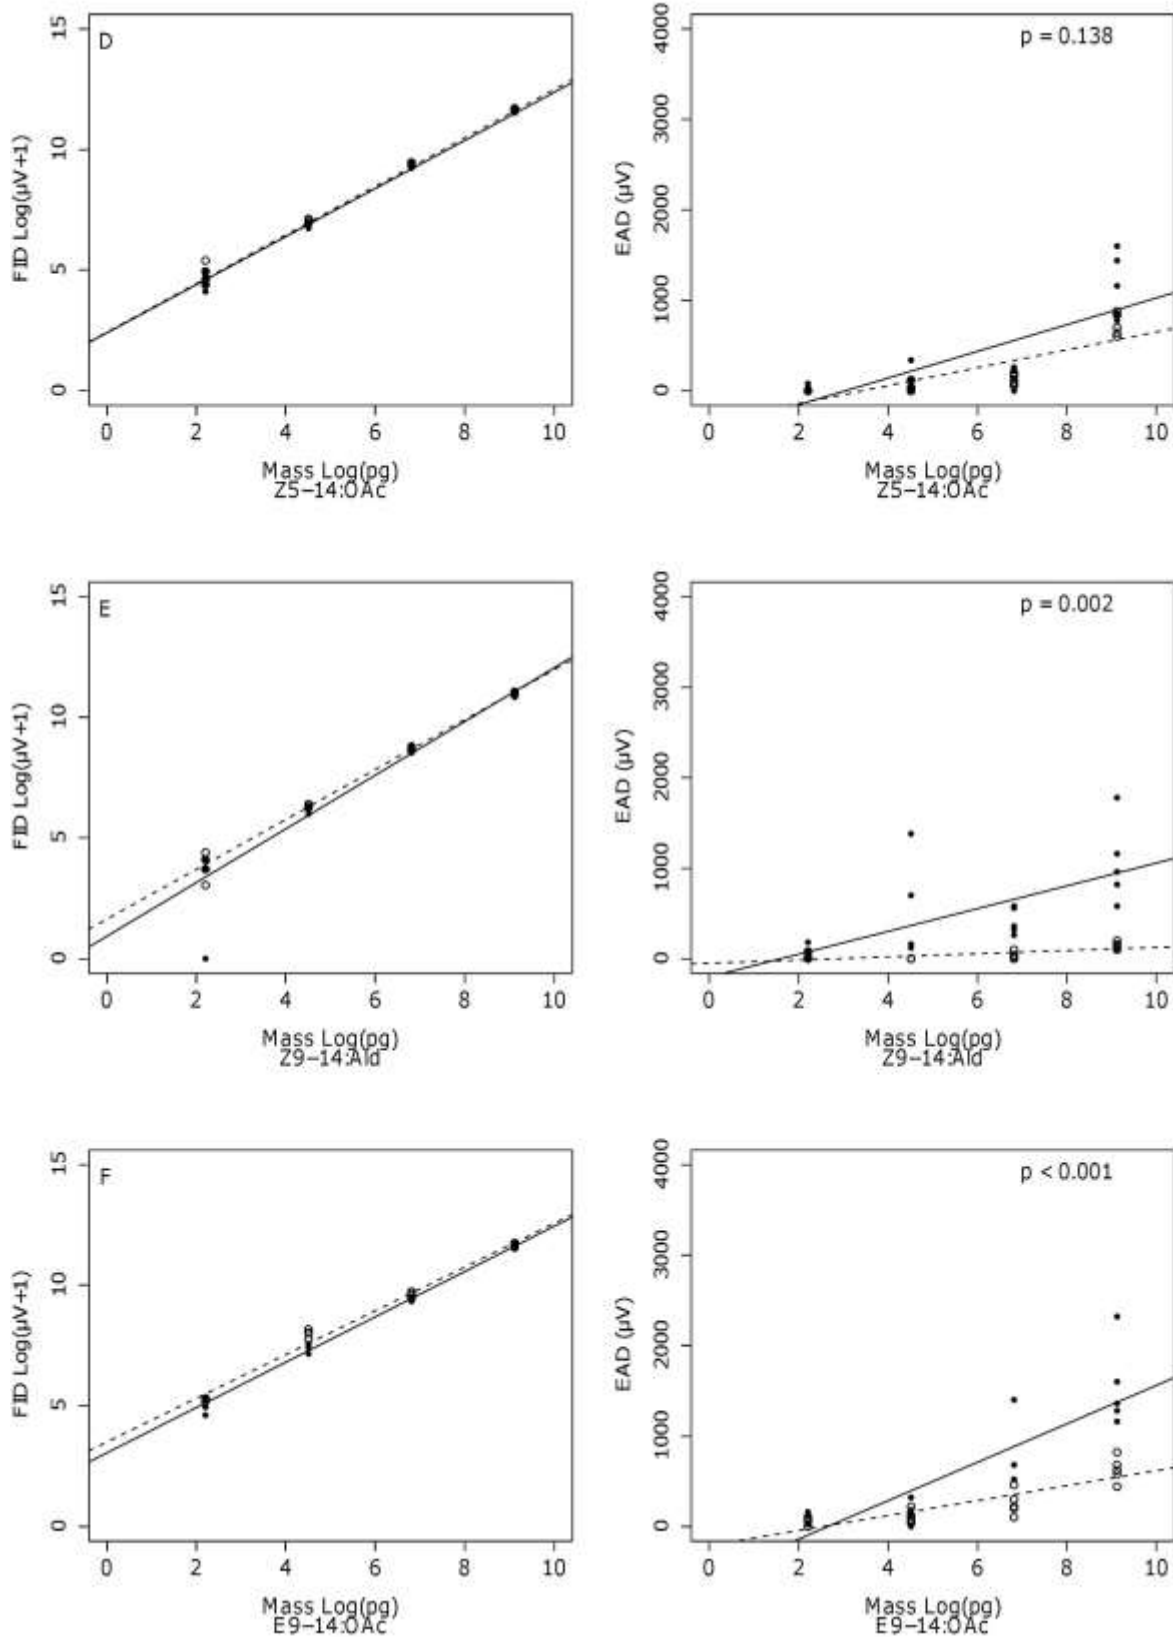 D
15
10
5
0
FID Log(µV+1)
0 2 4 6 8 10
Mass Log(pg)
Z5-14:OAc
p = 0.138
4000
3000
2000
1000
0
EAD (µV)
0 2 4 6 8 10
Mass Log(pg)
Z5-14:OAc
E
15
10
5
0
FID Log(µV+1)
0 2 4 6 8 10
Mass Log(pg)
Z9-14:Ald
p = 0.002
4000
3000
2000
1000
0
EAD (µV)
0 2 4 6 8 10
Mass Log(pg)
Z9-14:Ald
F
15
10
5
0
FID Log(µV+1)
0 2 4 6 8 10
Mass Log(pg)
E9-14:OAc
p < 0.001
4000
3000
2000
1000
0
EAD (µV)
0 2 4 6 8 10
Mass Log(pg)
E9-14:OAc